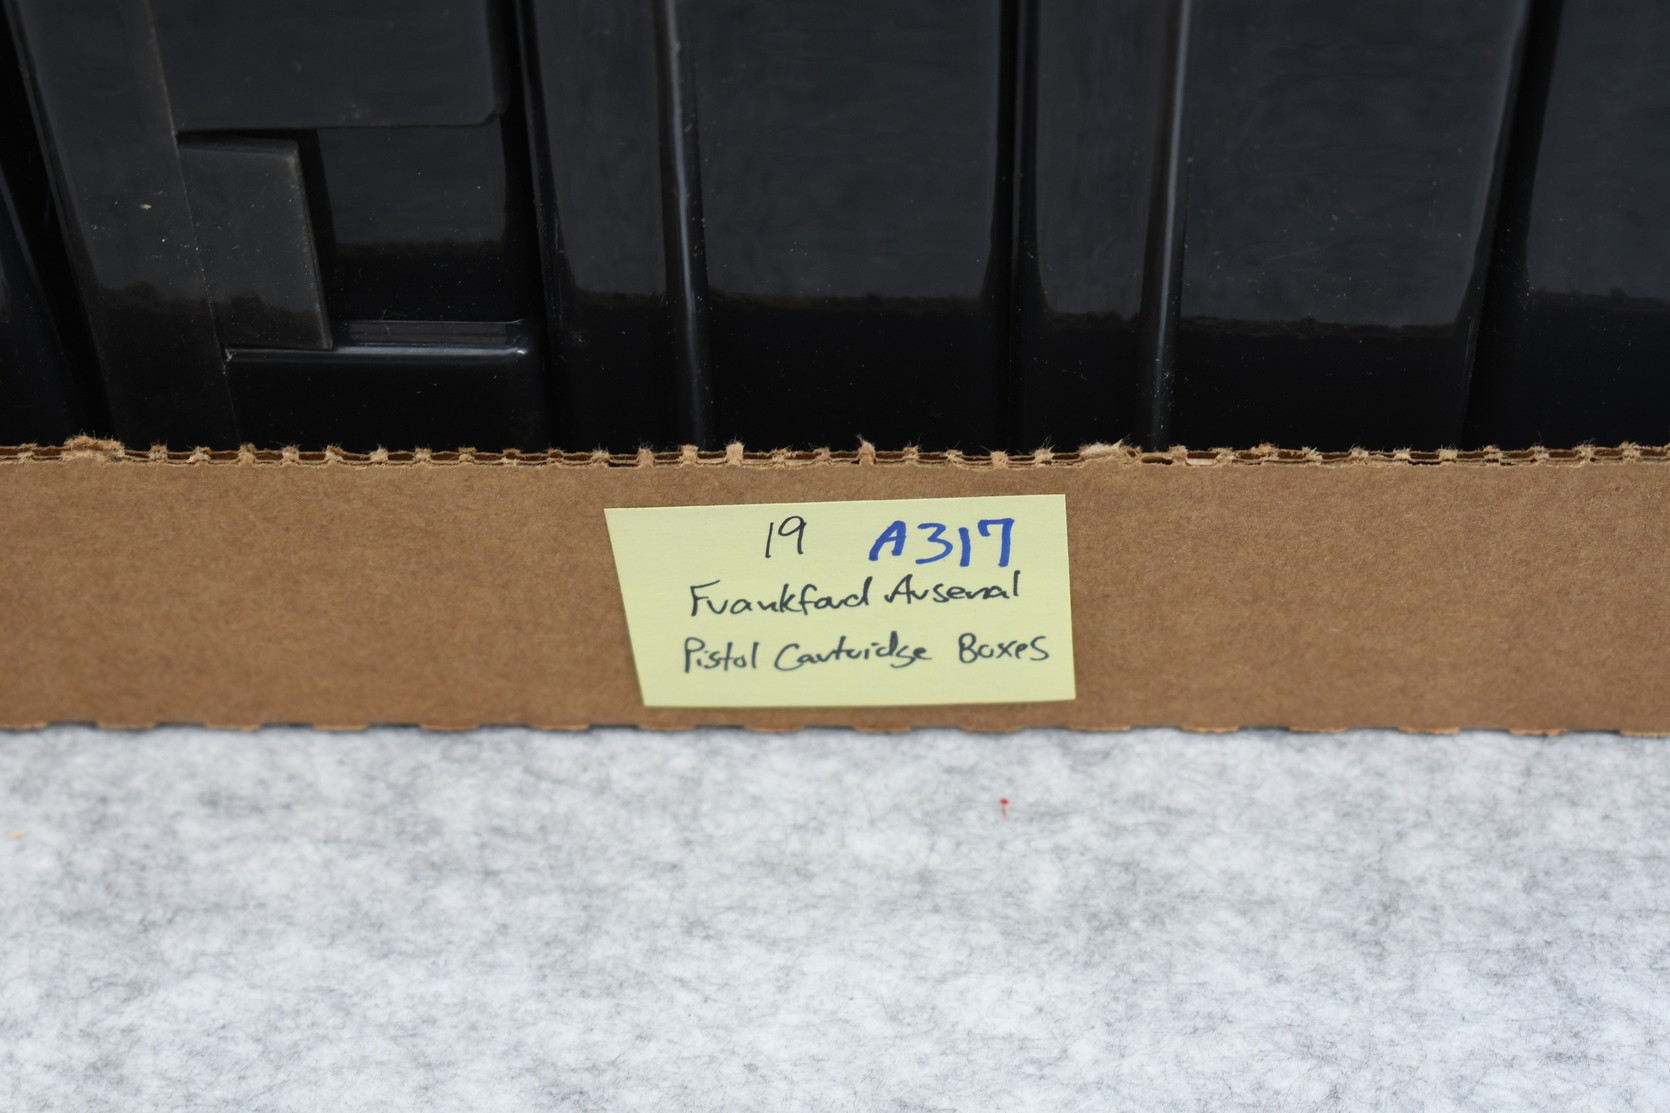 19 A317
Frankford Arsenal
Pistol Cartridge Boxes